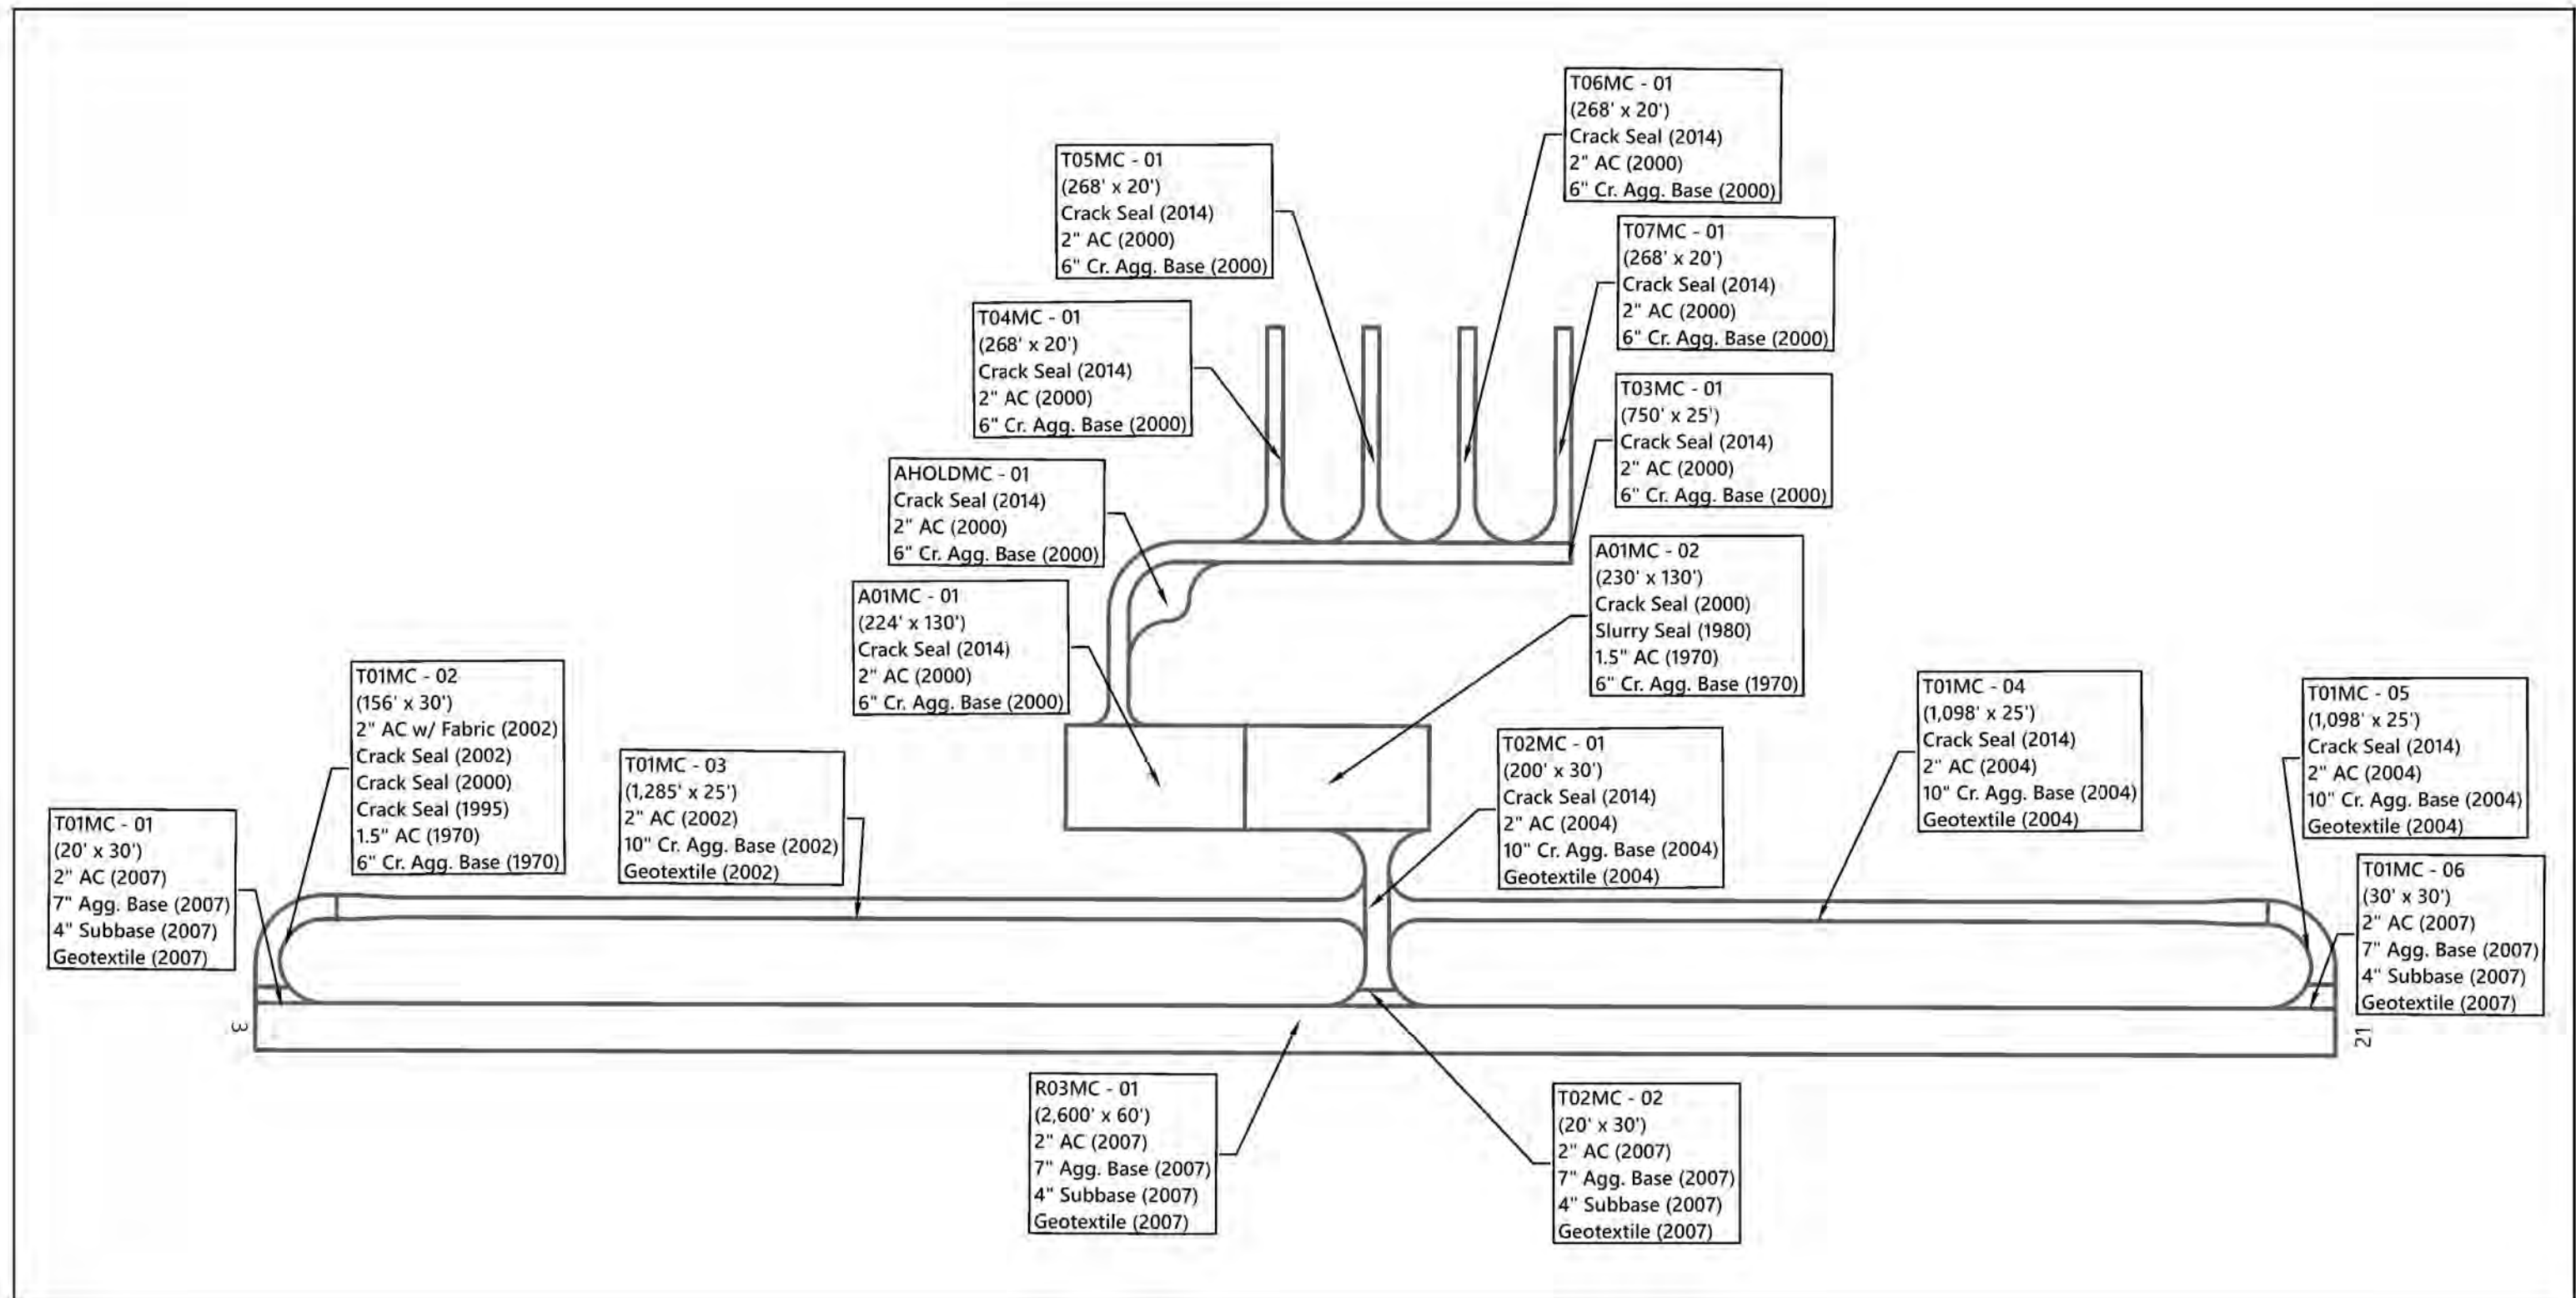 T06MC - 01
(268' x 20')
Crack Seal (2014)
2" AC (2000)
6" Cr. Agg. Base (2000)
T05MC - 01
(268' x 20')
Crack Seal (2014)
2" AC (2000)
6" Cr. Agg. Base (2000)
T07MC - 01
(268' x 20')
Crack Seal (2014)
2" AC (2000)
6" Cr. Agg. Base (2000)
T04MC - 01
(268' x 20')
Crack Seal (2014)
2" AC (2000)
6" Cr. Agg. Base (2000)
T03MC - 01
(750' x 25')
Crack Seal (2014)
2" AC (2000)
6" Cr. Agg. Base (2000)
AHOLDMC - 01
Crack Seal (2014)
2" AC (2000)
6" Cr. Agg. Base (2000)
A01MC - 02
(230' x 130')
Crack Seal (2000)
Slurry Seal (1980)
1.5" AC (1970)
6" Cr. Agg. Base (1970)
A01MC - 01
(224' x 130')
Crack Seal (2014)
2" AC (2000)
6" Cr. Agg. Base (2000)
T01MC - 02
(156' x 30')
2" AC w/ Fabric (2002)
Crack Seal (2002)
Crack Seal (2000)
Crack Seal (1995)
1.5" AC (1970)
6" Cr. Agg. Base (1970)
T01MC - 04
(1,098' x 25')
Crack Seal (2014)
2" AC (2004)
10" Cr. Agg. Base (2004)
Geotextile (2004)
T01MC - 05
(1,098' x 25')
Crack Seal (2014)
2" AC (2004)
10" Cr. Agg. Base (2004)
Geotextile (2004)
T02MC - 01
(200' x 30')
Crack Seal (2014)
2" AC (2004)
10" Cr. Agg. Base (2004)
Geotextile (2004)
T01MC - 03
(1,285' x 25')
2" AC (2002)
10" Cr. Agg. Base (2002)
Geotextile (2002)
T01MC - 01
(20' x 30')
2" AC (2007)
7" Agg. Base (2007)
4" Subbase (2007)
Geotextile (2007)
T01MC - 06
(30' x 30')
2" AC (2007)
7" Agg. Base (2007)
4" Subbase (2007)
Geotextile (2007)
3
21
R03MC - 01
(2,600' x 60')
2" AC (2007)
7" Agg. Base (2007)
4" Subbase (2007)
Geotextile (2007)
T02MC - 02
(20' x 30')
2" AC (2007)
7" Agg. Base (2007)
4" Subbase (2007)
Geotextile (2007)